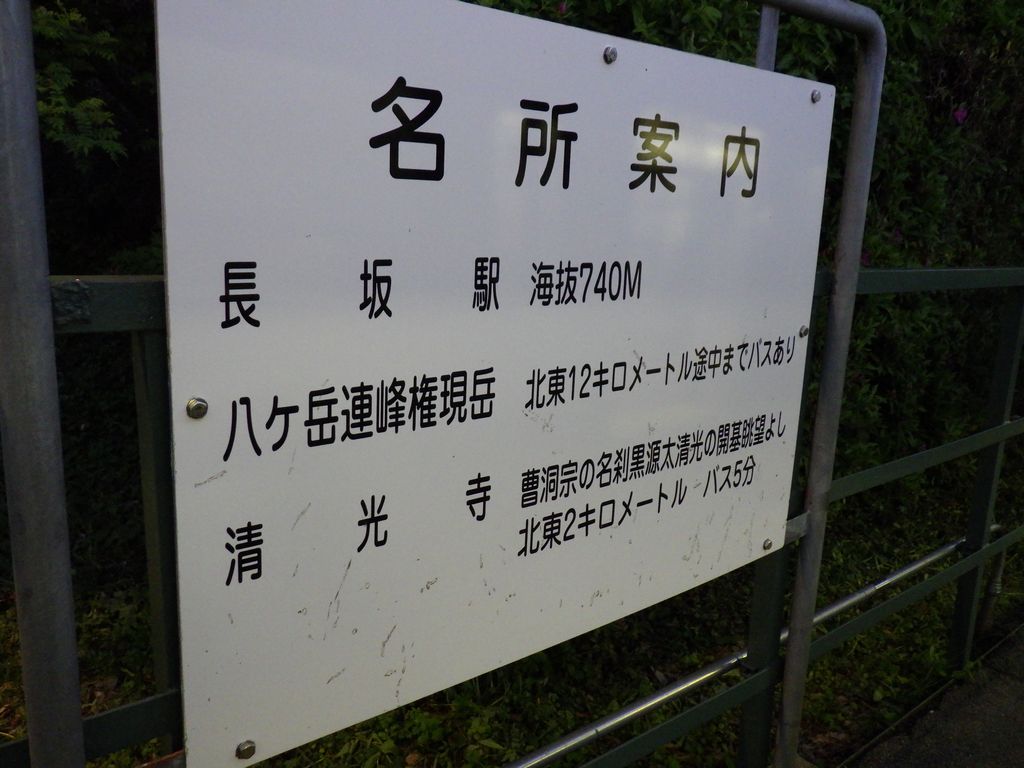 名所案内
長坂駅 海抜740M
八ケ岳連峰権現岳 北東12キロメートル途中までバスあり
清光寺 曹洞宗の名刹黒源太清光の開基眺望よし
北東2キロメートル バス5分